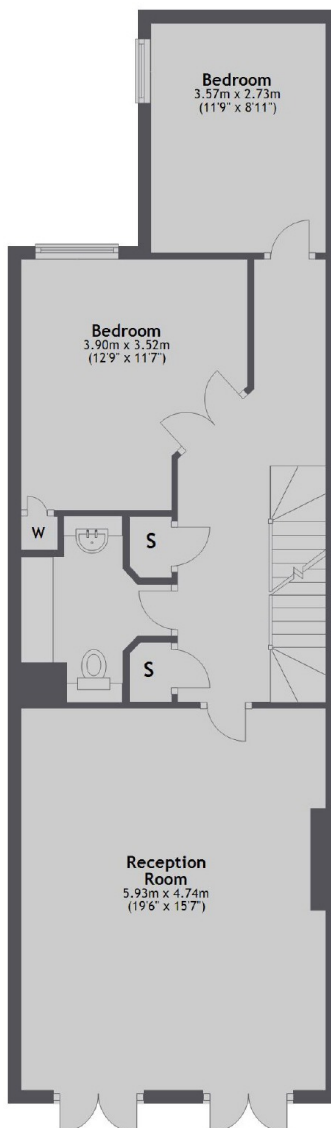 Bedroom
3.57m x 2.73m
(11'9" x 8'11")
Bedroom
3.90m x 3.52m
(12'9" x 11'7")
W
S
S
Reception
Room
5.93m x 4.74m
(19'6" x 15'7")